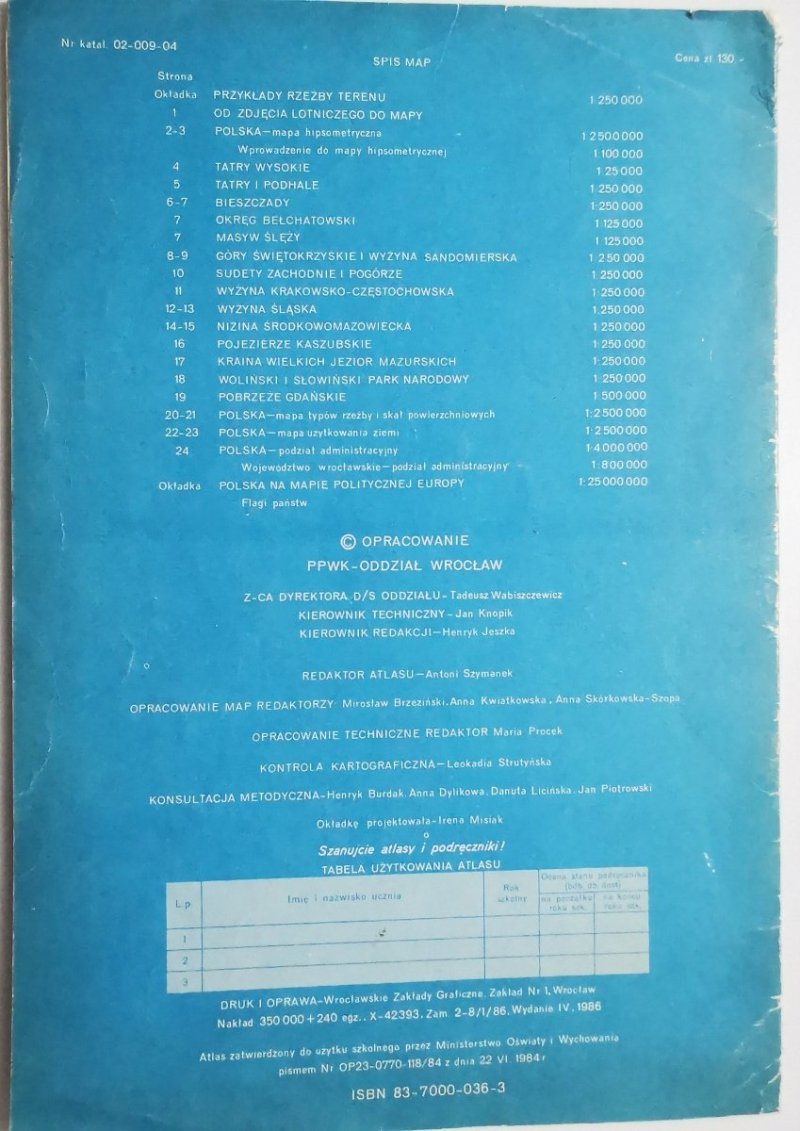 Nr katal. 02-009-04
SPIS MAP
Cena zł 130.-
Strona
Okładka PRZYKŁADY RZEŹBY TERENU 1:250 000
1 OD ZDJĘCIA LOTNICZEGO DO MAPY
2-3 POLSKA—mapa hipsometryczna 1:2 500 000
Wprowadzenie do mapy hipsometrycznej 1:100 000
4 TATRY WYSOKIE 1:25 000
5 TATRY I PODHALE 1:250 000
6-7 BIESZCZADY 1:250 000
7 OKRĘG BEŁCHATOWSKI 1:125 000
7 MASYW ŚLĘŻY 1:125 000
8-9 GÓRY ŚWIĘTOKRZYSKIE I WYŻYNA SANDOMIERSKA 1:250 000
10 SUDETY ZACHODNIE I POGÓRZE 1:250 000
11 WYŻYNA KRAKOWSKO-CZĘSTOCHOWSKA 1:250 000
12-13 WYŻYNA ŚLĄSKA 1:250 000
14-15 NIZINA ŚRODKOWOMAZOWIECKA 1:250 000
16 POJEZIERZE KASZUBSKIE 1:250 000
17 KRAINA WIELKICH JEZIOR MAZURSKICH 1:250 000
18 WOLIŃSKI I SŁOWIŃSKI PARK NARODOWY 1:250 000
19 POBRZEŻE GDAŃSKIE 1:500 000
20-21 POLSKA—mapa typów rzeźby i skał powierzchniowych 1:2 500 000
22-23 POLSKA—mapa użytkowania ziemi 1:2 500 000
24 POLSKA—podział administracyjny 1:4 000 000
Województwo wrocławskie—podział administracyjny 1:800 000
Okładka POLSKA NA MAPIE POLITYCZNEJ EUROPY 1:25 000 000
Flagi państw
© OPRACOWANIE
PPWK-ODDZIAŁ WROCŁAW
Z-CA DYREKTORA D/S ODDZIAŁU-Tadeusz Wabiszczewicz
KIEROWNIK TECHNICZNY-Jan Knopik
KIEROWNIK REDAKCJI—Henryk Jeszka
REDAKTOR ATLASU—Antoni Szymanek
OPRACOWANIE MAP REDAKTORZY: Mirosław Brzeziński, Anna Kwiatkowska, Anna Skórkowska-Szopa
OPRACOWANIE TECHNICZNE REDAKTOR Maria Procek
KONTROLA KARTOGRAFICZNA—Leokadia Strutyńska
KONSULTACJA METODYCZNA-Henryk Burdak, Anna Dylikowa, Danuta Licińska, Jan Piotrowski
Okładkę projektowała-Irena Misiak
Szanujcie atlasy i podręczniki!
TABELA UŻYTKOWANIA ATLASU
L.p. Imię i nazwisko ucznia Rok szkolny Ocena stanu podręcznika (bdb, db, dost)
na początku roku szk. na końcu roku szk.
1
2
3
DRUK I OPRAWA-Wrocławskie Zakłady Graficzne, Zakład Nr 1, Wrocław
Nakład 350 000+240 egz., X-42393, Zam 2-8/1/86, Wydanie IV, 1986
Atlas zatwierdzony do użytku szkolnego przez Ministerstwo Oświaty i Wychowania
pismem Nr OP23-0770-118/84 z dnia 22 VI. 1984 r
ISBN 83-7000-036-3